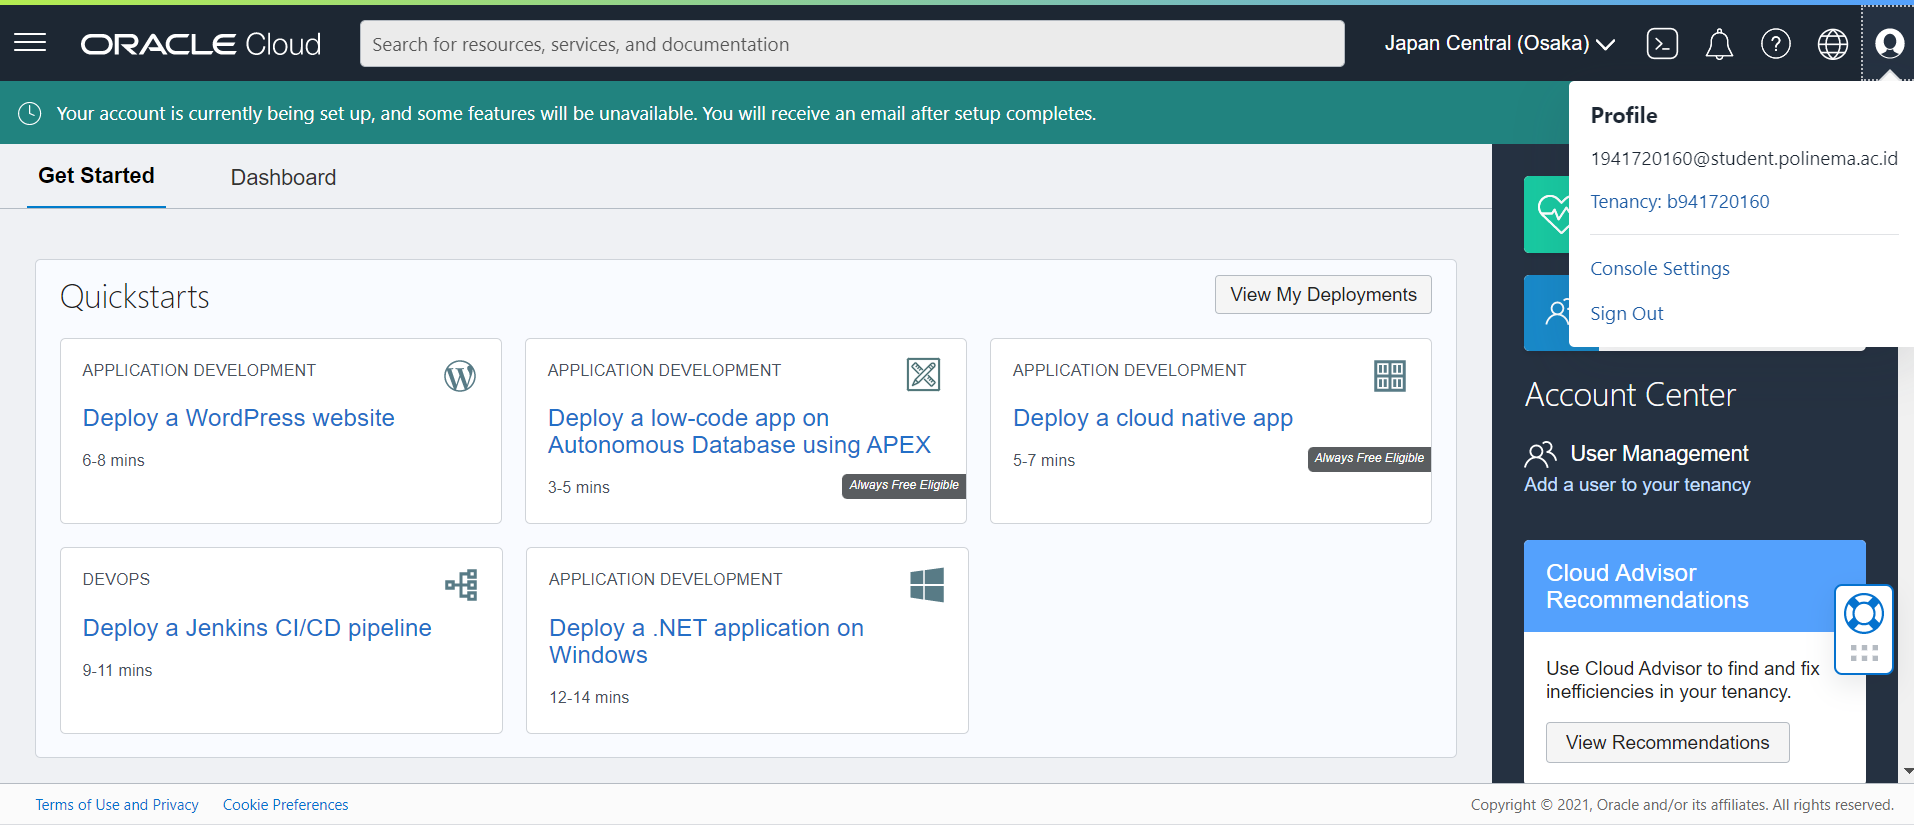 ORACLE Cloud
Search for resources, services, and documentation
Japan Central (Osaka)
Your account is currently being set up, and some features will be unavailable. You will receive an email after setup completes.
Profile
1941720160@student.polinema.ac.id
Tenancy: b941720160
Console Settings
Sign Out
Get Started
Dashboard
Quickstarts
View My Deployments
APPLICATION DEVELOPMENT
Deploy a WordPress website
6-8 mins
APPLICATION DEVELOPMENT
Deploy a low-code app on
Autonomous Database using APEX
3-5 mins
Always Free Eligible
APPLICATION DEVELOPMENT
Deploy a cloud native app
5-7 mins
Always Free Eligible
DEVOPS
Deploy a Jenkins CI/CD pipeline
9-11 mins
APPLICATION DEVELOPMENT
Deploy a .NET application on
Windows
12-14 mins
Account Center
User Management
Add a user to your tenancy
Cloud Advisor
Recommendations
Use Cloud Advisor to find and fix
inefficiencies in your tenancy.
View Recommendations
Terms of Use and Privacy
Cookie Preferences
Copyright © 2021, Oracle and/or its affiliates. All rights reserved.